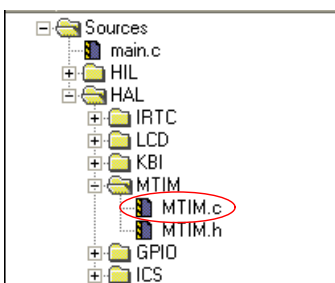 Sources
main.c
HIL
HAL
IRTC
LCD
KBI
MTIM
MTIM.c
MTIM.h
GPIO
ICS